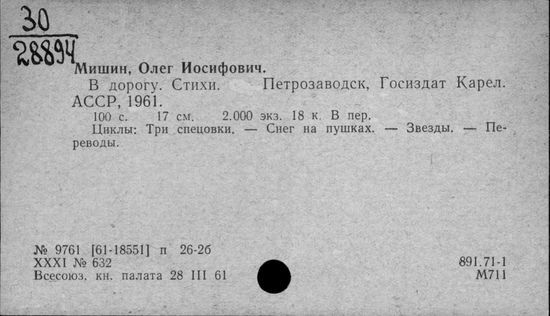 30
28894
Мишин, Олег Иосифович.
В дорогу. Стихи. Петрозаводск, Госиздат Карел.
АССР, 1961.
100 с. 17 см. 2.000 экз. 18 к. В пер.
Циклы: Три спецовки. — Снег на пушках. — Звезды. — Пе-
реводы.
№ 9761 [61-18551] п 26-2б
XXXI № 632
Всесоюз. кн. палата 28 III 61
891.71-1
М711